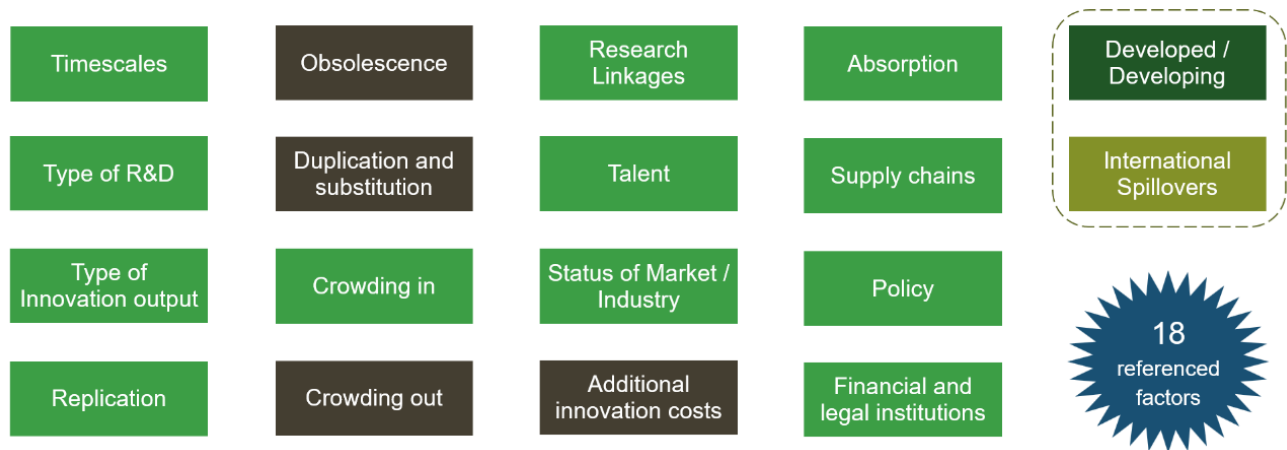 Timescales
Obsolescence
Research
Linkages
Absorption
Developed /
Developing
Type of R&D
Duplication and
substitution
Talent
Supply chains
International
Spillovers
Type of
Innovation output
Crowding in
Status of Market /
Industry
Policy
18
referenced
factors
Replication
Crowding out
Additional
innovation costs
Financial and
legal institutions